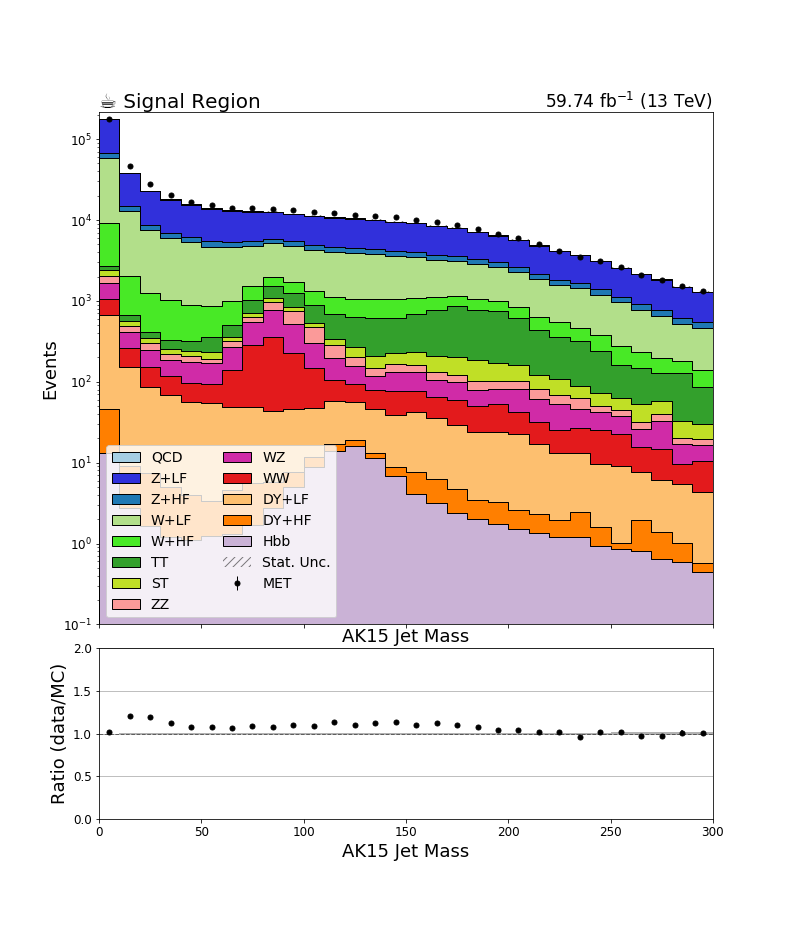 ☕ Signal Region 59.74 fb⁻¹ (13 TeV)
Events
10⁵
10⁴
10³
10²
10¹
10⁰
10⁻¹
QCD
Z+LF
Z+HF
W+LF
W+HF
TT
ST
ZZ
WZ
WW
DY+LF
DY+HF
Hbb
Stat. Unc.
MET
AK15 Jet Mass
Ratio (data/MC)
2.0
1.5
1.0
0.5
0.0
0 50 100 150 200 250 300
AK15 Jet Mass